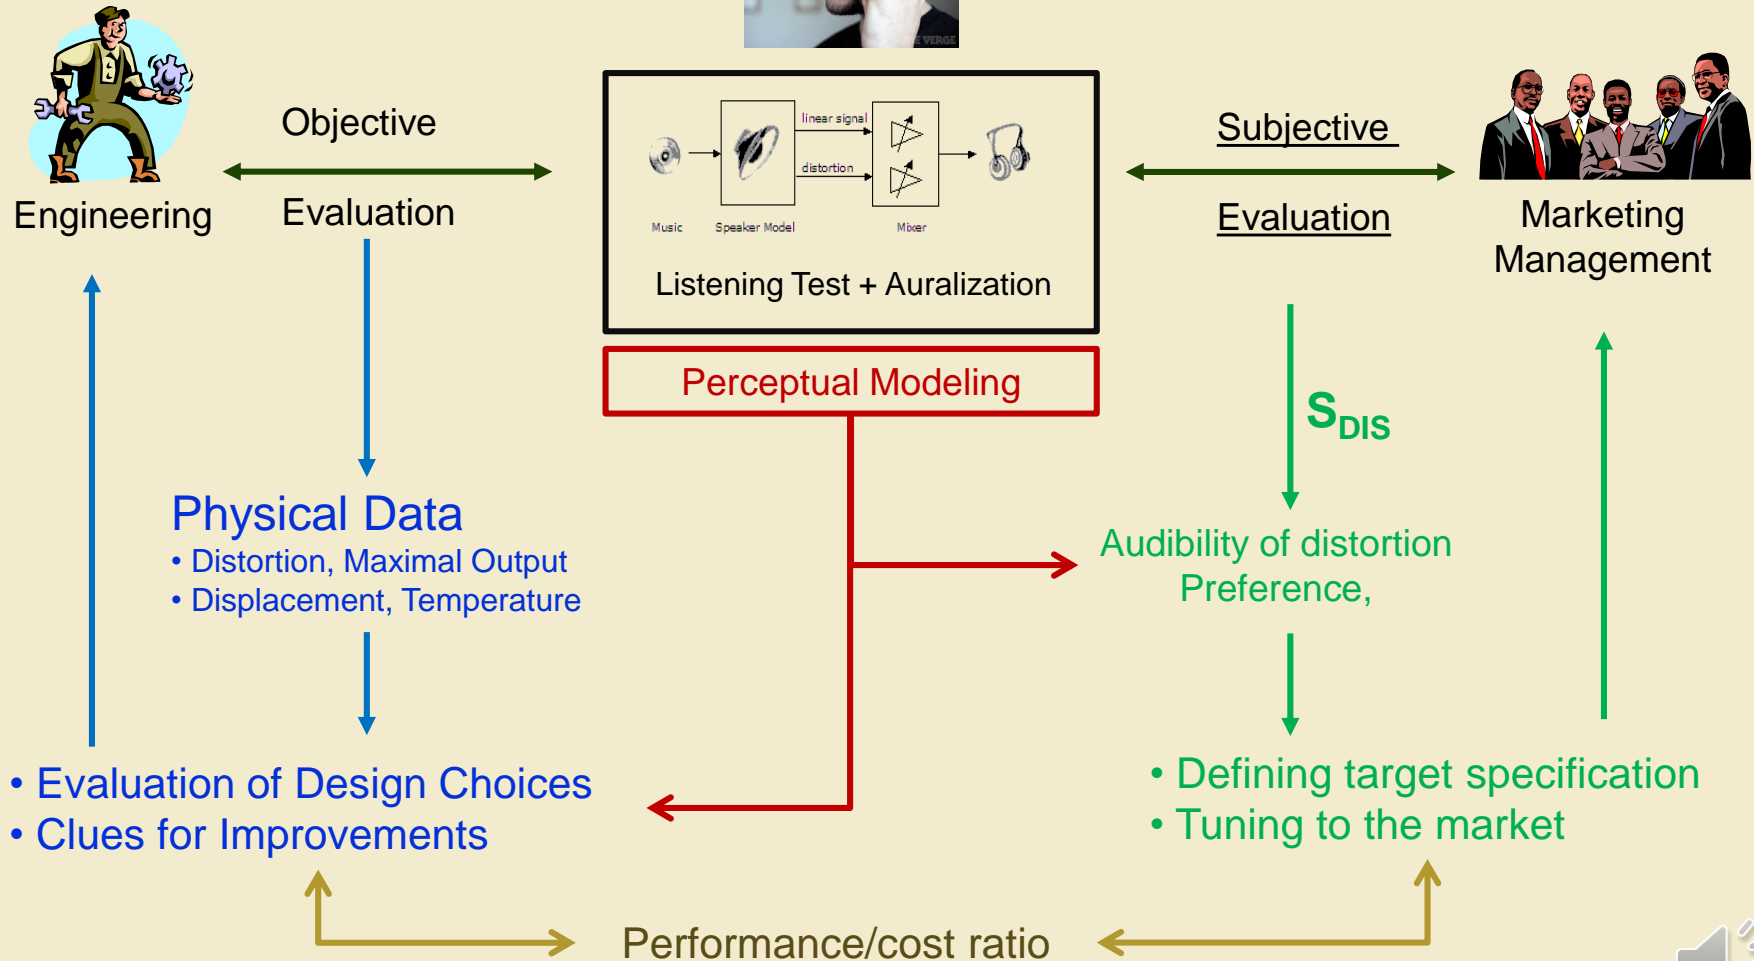 E VERGE
Objective
Evaluation
Engineering
linear signal
distortion
Music
Speaker Model
Mixer
Listening Test + Auralization
Subjective
Evaluation
Marketing
Management
Perceptual Modeling
S_DIS
Physical Data
• Distortion, Maximal Output
• Displacement, Temperature
Audibility of distortion
Preference,
• Evaluation of Design Choices
• Clues for Improvements
• Defining target specification
• Tuning to the market
Performance/cost ratio